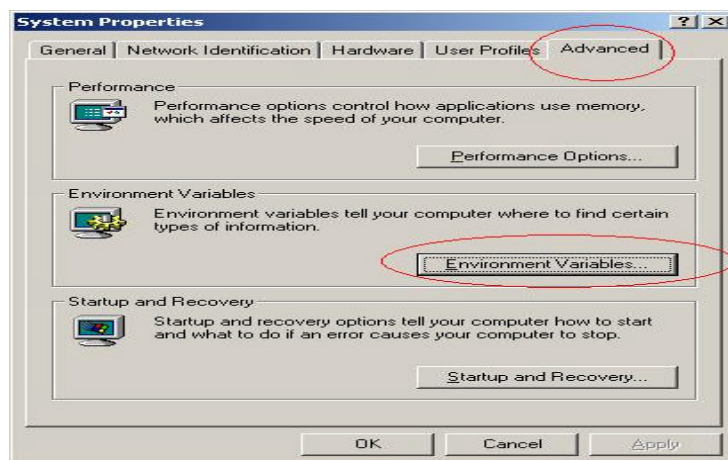 System Properties
General Network Identification Hardware User Profiles Advanced
Performance
Performance options control how applications use memory,
which affects the speed of your computer.
Performance Options...
Environment Variables
Environment variables tell your computer where to find certain
types of information.
Environment Variables...
Startup and Recovery
Startup and recovery options tell your computer how to start
and what to do if an error causes your computer to stop.
Startup and Recovery...
OK Cancel Apply